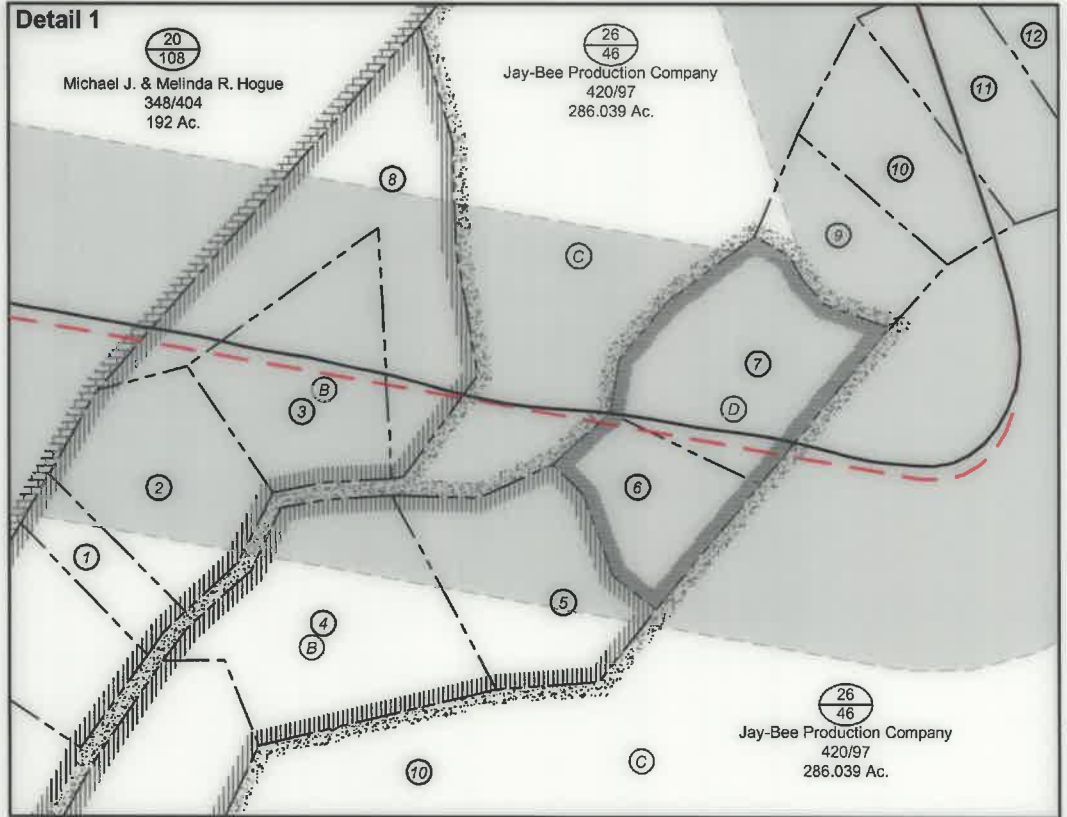 Detail 1
20
108
Michael J. & Melinda R. Hogue
348/404
192 Ac.
26
46
Jay-Bee Production Company
420/97
286.039 Ac.
12
11
10
9
8
C
7
D
B
3
2
6
1
5
4
B
26
46
Jay-Bee Production Company
420/97
286.039 Ac.
C
10